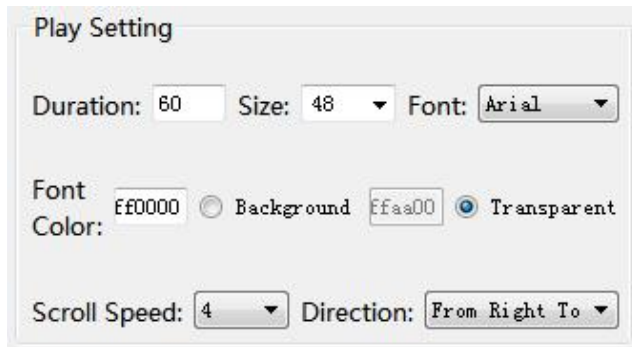 Play Setting
Duration: 60 Size: 48 Font: Arial
Font Color: ff0000 Background ffaa00 Transparent
Scroll Speed: 4 Direction: From Right To